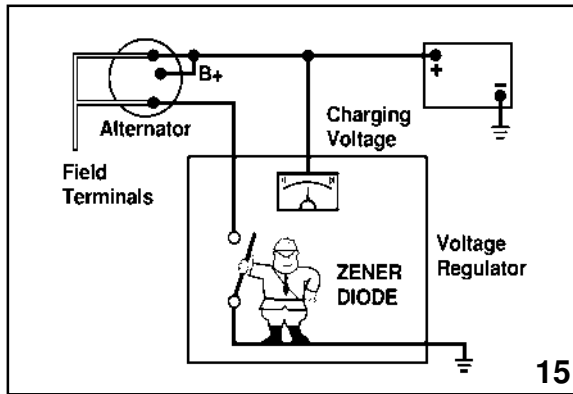 B+
Alternator
Field
Terminals
Charging
Voltage
+
-
ZENER
DIODE
Voltage
Regulator
15